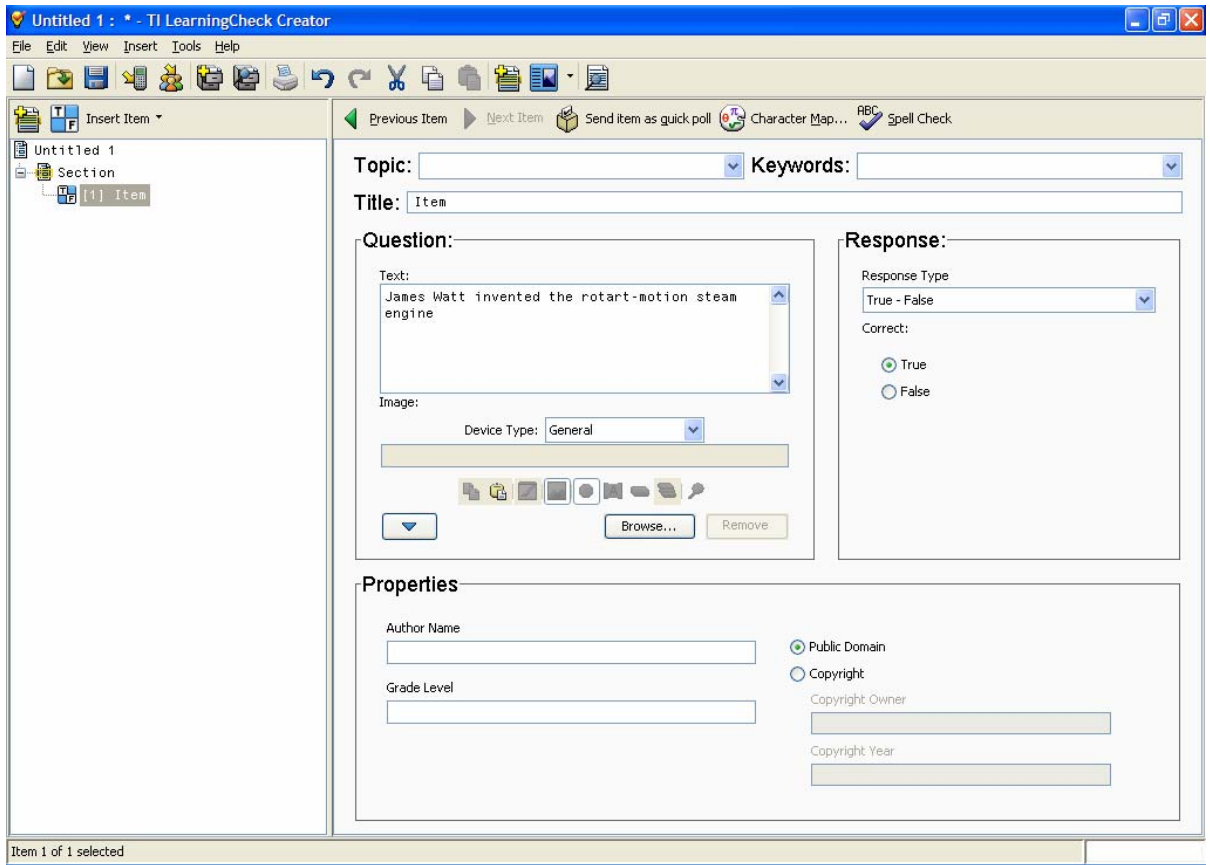 Untitled 1 : * - TI LearningCheck Creator
File Edit View Insert Tools Help
Insert Item
Previous Item Next Item Send item as quick poll Character Map... ABC Spell Check
Untitled 1
Section
[1] Item
Topic: Keywords:
Title: Item
Question:
Text:
James Watt invented the rotart-motion steam
engine
Image:
Device Type: General
Browse... Remove
Response:
Response Type
True - False
Correct:
True
False
Properties
Author Name
Grade Level
Public Domain
Copyright
Copyright Owner
Copyright Year
Item 1 of 1 selected